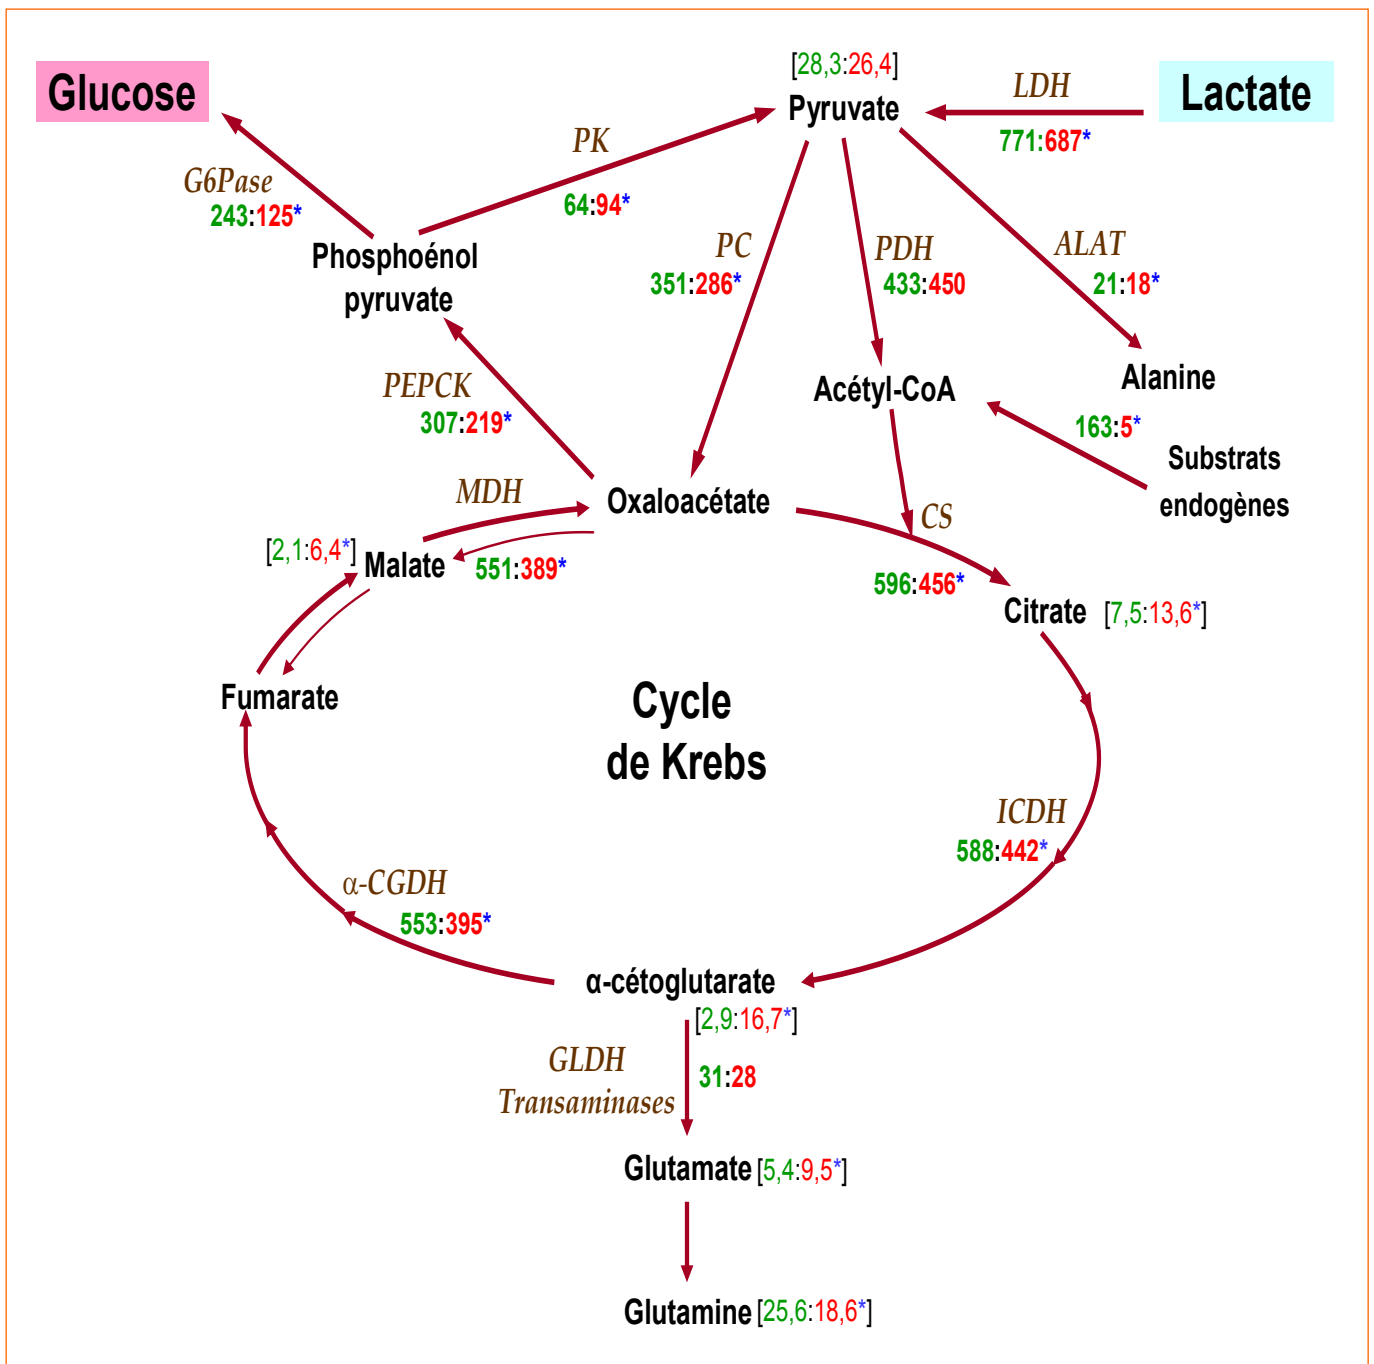 [28,3:26,4]
Glucose
Pyruvate
LDH
Lactate
771:687*
PK
64:94*
G6Pase
243:125*
Phosphoénol
pyruvate
PC
351:286*
PDH
433:450
ALAT
21:18*
Alanine
PEPCK
307:219*
Acétyl-CoA
163:5*
Substrats
endogènes
MDH
Oxaloacétate
CS
[2,1:6,4*]
Malate
551:389*
596:456*
Citrate [7,5:13,6*]
Fumarate
Cycle
de Krebs
ICDH
588:442*
α-CGDH
553:395*
α-cétoglutarate
[2,9:16,7*]
GLDH
Transaminases
31:28
Glutamate [5,4:9,5*]
Glutamine [25,6:18,6*]